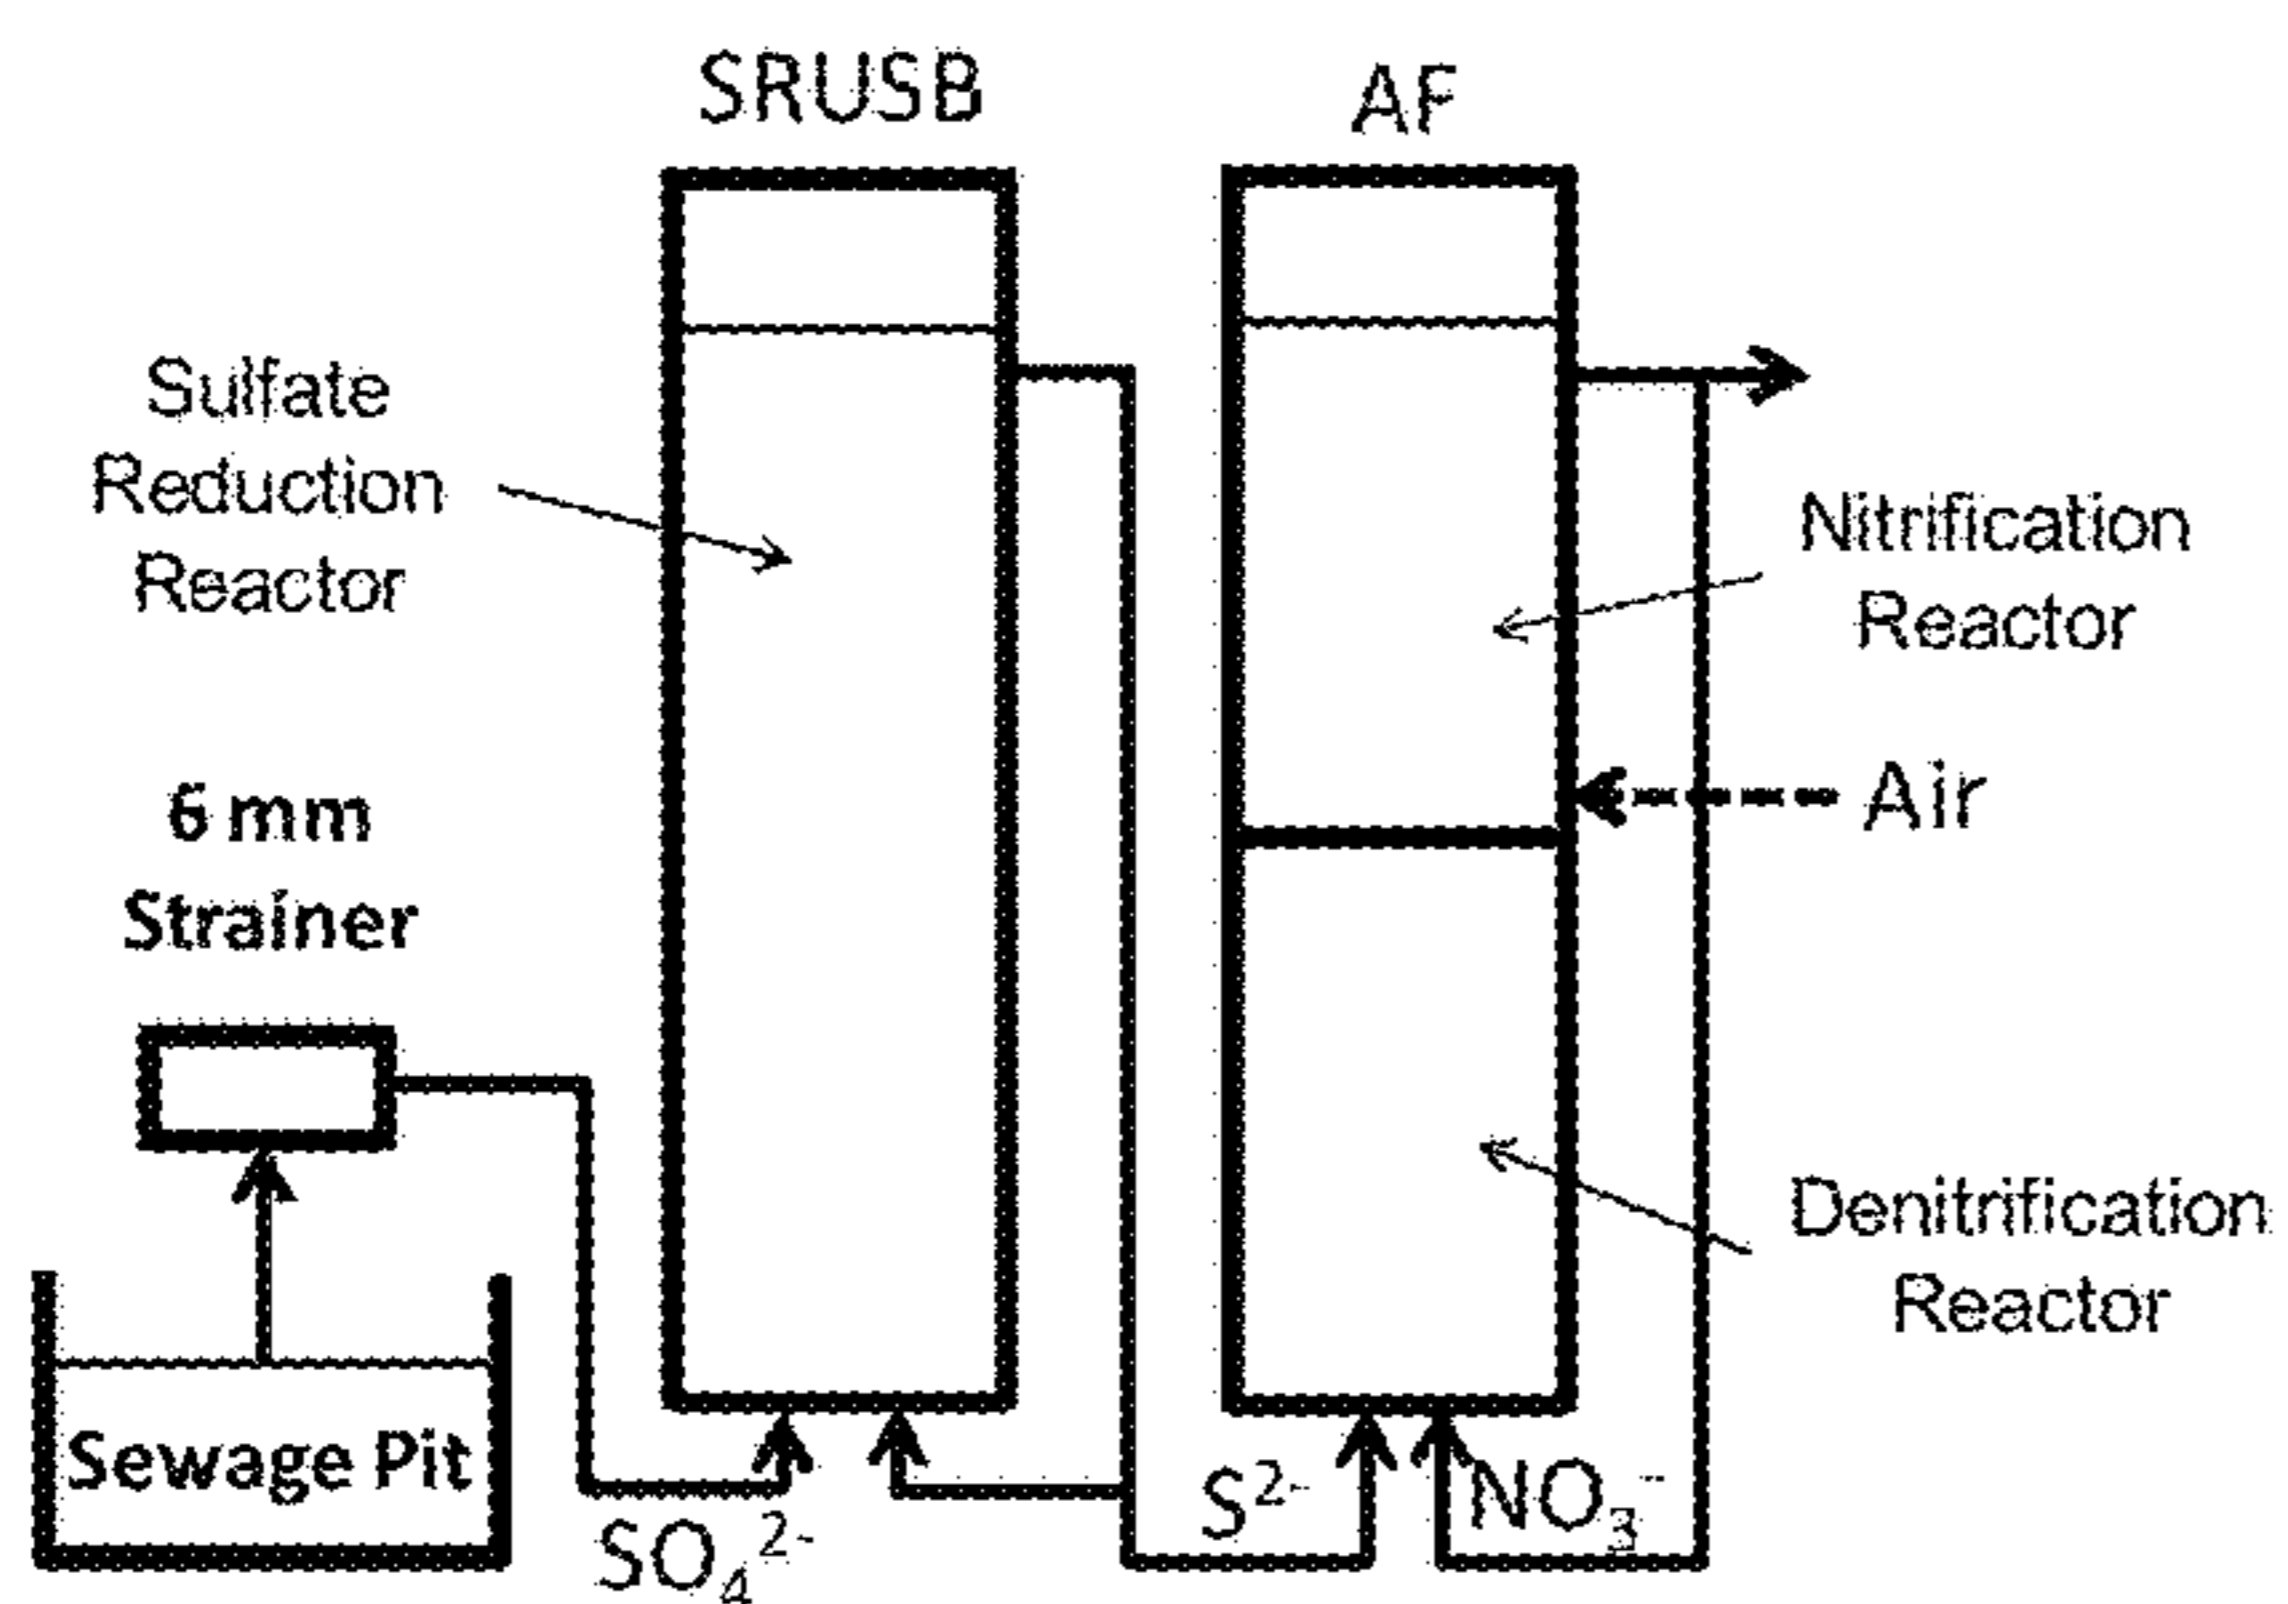 SRUSB
AF
Sulfate
Reduction
Reactor
Nitrification
Reactor
6 mm
Strainer
Air
Denitrification
Reactor
Sewage Pit
SO₄²⁻
S²⁻
NO₃⁻